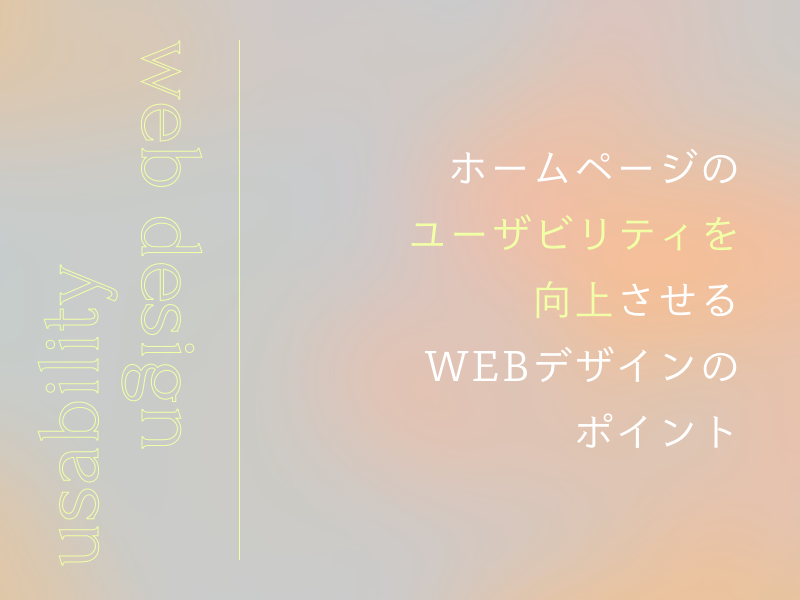 web design
usability
ホームページの
ユーザビリティを
向上させる
WEBデザインの
ポイント